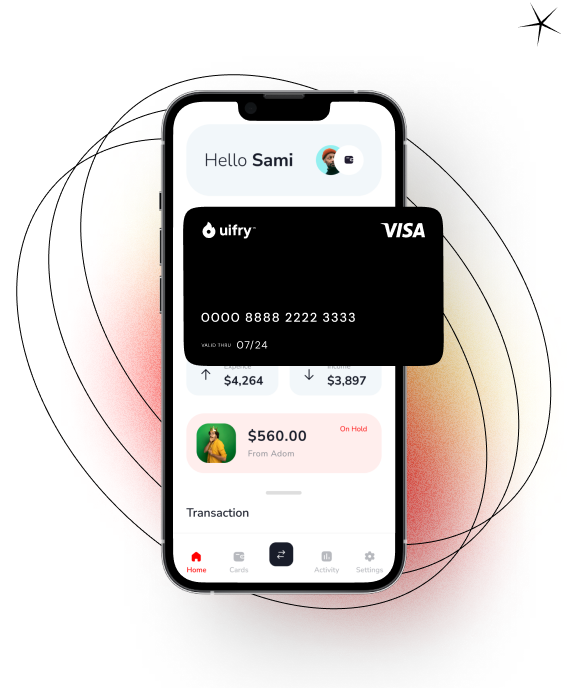 Hello Sami
uifry™
VISA
0000 8888 2222 3333
VALID THRU 07/24
Expence
Income
$4,264
$3,897
$560.00
On Hold
From Adom
Transaction
Home
Cards
Activity
Settings